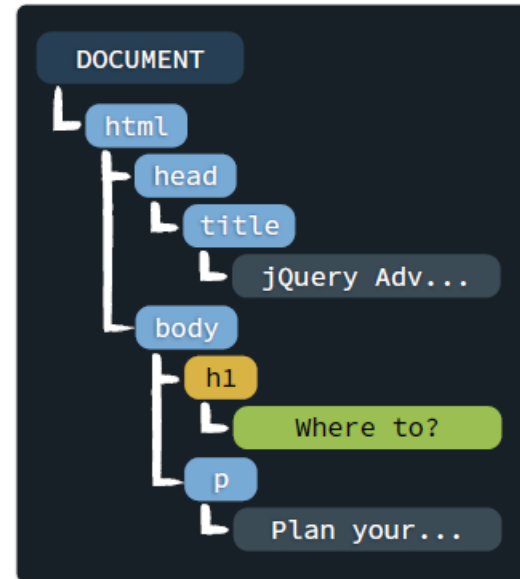 DOCUMENT
html
head
title
jQuery Adv...
body
h1
Where to?
p
Plan your...